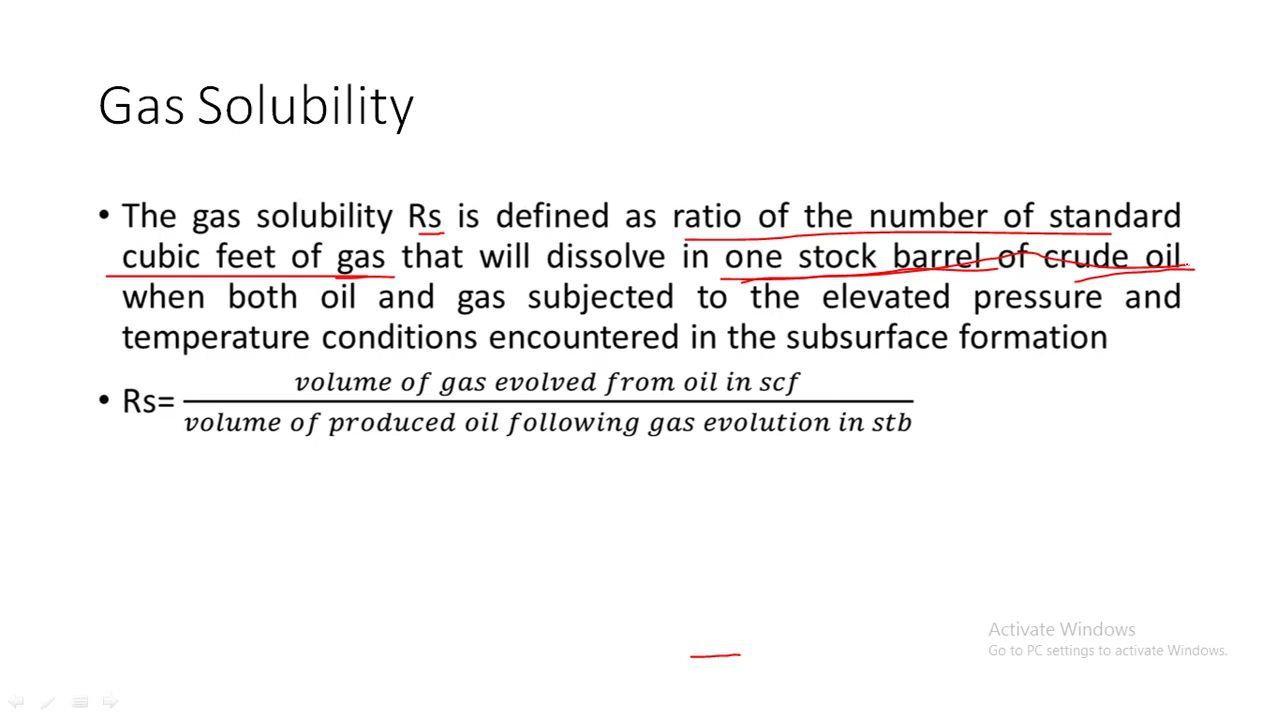 Gas Solubility
• The gas solubility Rs is defined as ratio of the number of standard
cubic feet of gas that will dissolve in one stock barrel of crude oil
when both oil and gas subjected to the elevated pressure and
temperature conditions encountered in the subsurface formation
• Rs= volume of gas evolved from oil in scf
volume of produced oil following gas evolution in stb
Activate Windows
Go to PC settings to activate Windows.